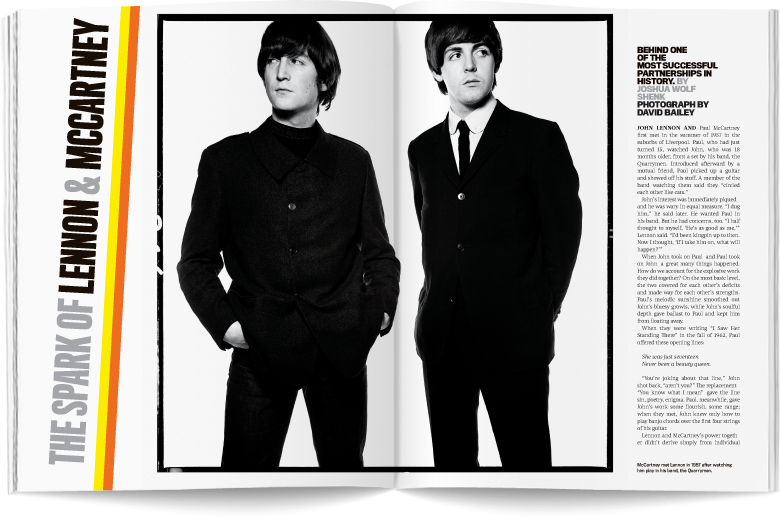 THE SPARK OF LENNON & MCCARTNEY
BEHIND ONE
OF THE
MOST SUCCESSFUL
PARTNERSHIPS IN
HISTORY. BY
JOSHUA WOLF
SHENK
PHOTOGRAPH BY
DAVID BAILEY
JOHN LENNON AND Paul McCartney
first met in the summer of 1957 in the
suburbs of Liverpool. Paul, who had just
turned 15, watched John, who was 18
months older, front a set by his band, the
Quarrymen. Introduced afterward by a
mutual friend, Paul picked up a guitar
and showed off his stuff. A member of the
band watching them said they "circled
each other like cats."
John's interest was immediately piqued
and he was wary in equal measure. "I dug
him," he said later. He wanted Paul in
his band. But he had concerns, too. "I half
thought to myself, 'He's as good as me,'"
Lennon said. "I'd been kingpin up to then.
Now I thought, 'If I take him on, what will
happen?'"
When John took on Paul and Paul took
on John a great many things happened.
How do we account for the explosive work
they did together? On the most basic level,
the two covered for each other's deficits
and made way for each other's strengths.
Paul's melodic sunshine smoothed out
John's bluesy growls, while John's soulful
depth gave ballast to Paul and kept him
from floating away.
When they were writing "I Saw Her
Standing There" in the fall of 1962, Paul
offered these opening lines:
She was just seventeen
Never been a beauty queen.
"You're joking about that line," John
shot back, "aren't you?" The replacement
"You know what I mean" gave the line
sin, poetry, enigma. Paul, meanwhile, gave
John's work some flourish, some range;
when they met, John knew only how to
play banjo chords over the first four strings
of his guitar.
Lennon and McCartney's power togeth-
er didn't derive simply from individual
McCartney met Lennon in 1957 after watching
him play in his band, the Quarrymen.